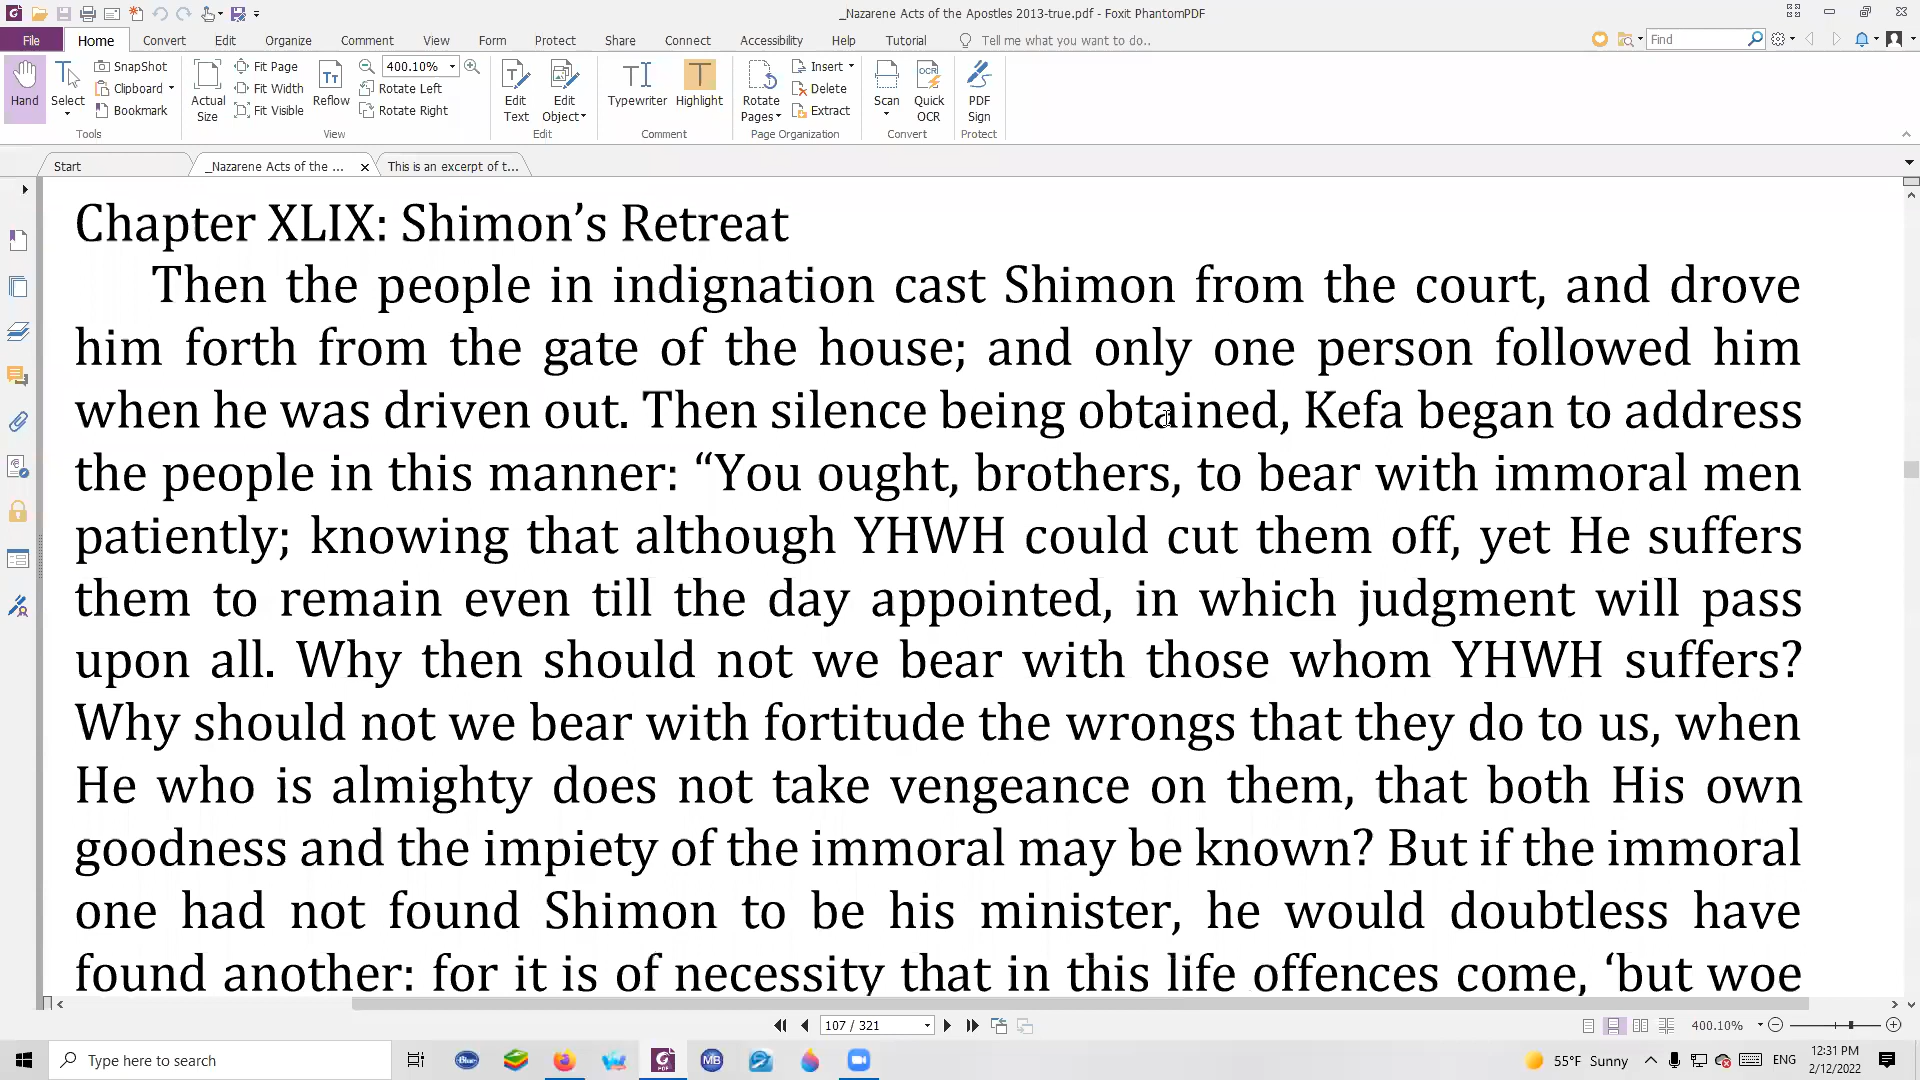 _Nazarene Acts of the Apostles 2013-true.pdf - Foxit PhantomPDF
File Home Convert Edit Organize Comment View Form Protect Share Connect Accessibility Help Tutorial Tell me what you want to do.. Find
Hand
Select
SnapShot
Clipboard
Bookmark
Tools
Actual Size
Fit Page
Fit Width
Fit Visible
Reflow
400.10%
Rotate Left
Rotate Right
View
Edit Text
Edit Object
Edit
Typewriter
Highlight
Comment
Rotate Pages
Insert
Delete
Extract
Page Organization
Scan
Quick OCR
Convert
PDF Sign
Protect
Start
_Nazarene Acts of the ...
This is an excerpt of t...
Chapter XLIX: Shimon’s Retreat
Then the people in indignation cast Shimon from the court, and drove
him forth from the gate of the house; and only one person followed him
when he was driven out. Then silence being obtained, Kefa began to address
the people in this manner: “You ought, brothers, to bear with immoral men
patiently; knowing that although YHWH could cut them off, yet He suffers
them to remain even till the day appointed, in which judgment will pass
upon all. Why then should not we bear with those whom YHWH suffers?
Why should not we bear with fortitude the wrongs that they do to us, when
He who is almighty does not take vengeance on them, that both His own
goodness and the impiety of the immoral may be known? But if the immoral
one had not found Shimon to be his minister, he would doubtless have
found another: for it is of necessity that in this life offences come, ‘but woe
107 / 321
400.10%
Type here to search
Blue
MB
55°F Sunny
ENG
12:31 PM
2/12/2022